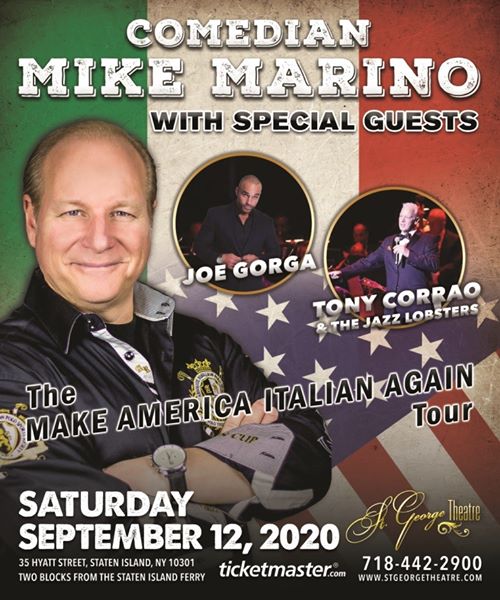 COMEDIAN
MIKE MARINO
WITH SPECIAL GUESTS
JOE GORGA
TONY CORRAO
& THE JAZZ LOBSTERS
The
MAKE AMERICA ITALIAN AGAIN
Tour
CUP
SATURDAY
SEPTEMBER 12, 2020
35 HYATT STREET, STATEN ISLAND, NY 10301
TWO BLOCKS FROM THE STATEN ISLAND FERRY
ticketmaster.com
St. George Theatre
718-442-2900
WWW.STGEORGETHEATRE.COM